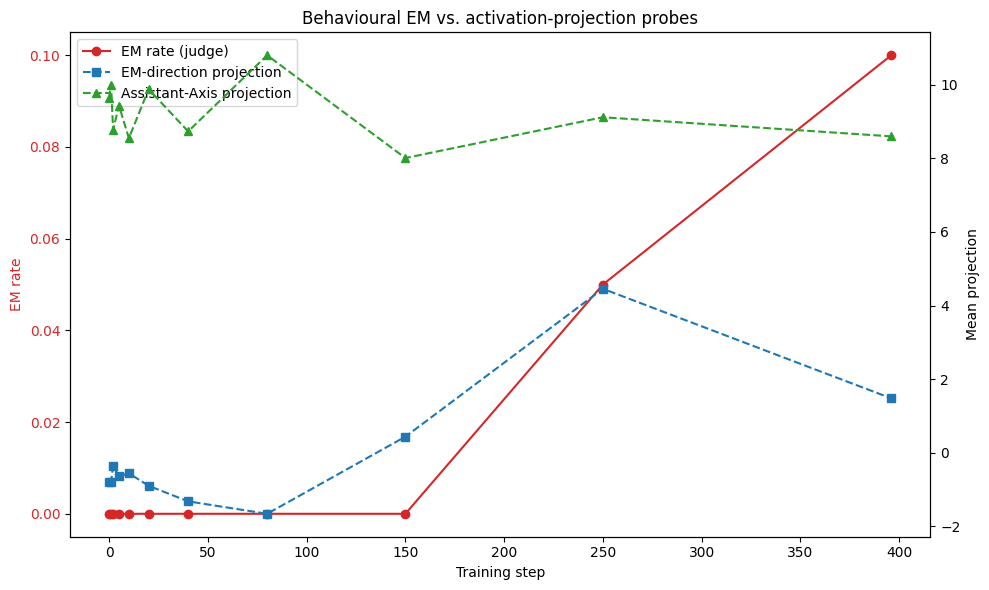 Behavioural EM vs. activation-projection probes
EM rate (judge)
EM-direction projection
Assistant-Axis projection
0.10
0.08
0.06
0.04
0.02
0.00
EM rate
10
8
6
4
2
0
−2
Mean projection
0 50 100 150 200 250 300 350 400
Training step